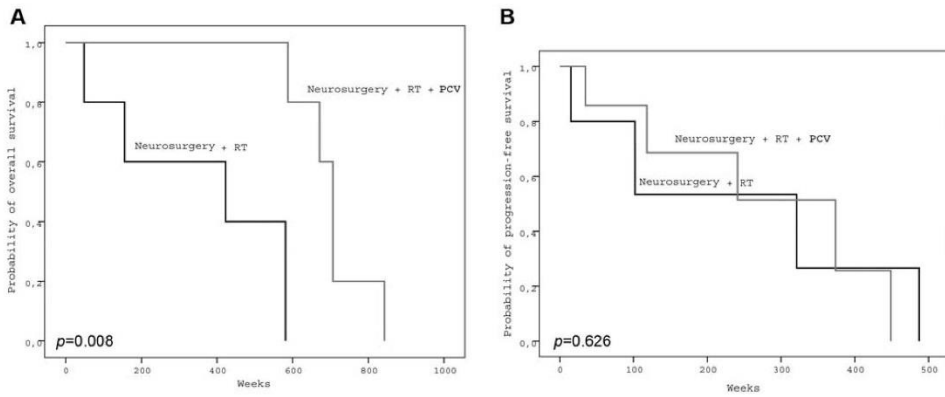 A
Probability of overall survival
1,0
0,8
0,6
0,4
0,2
0,0
Neurosurgery + RT + PCV
Neurosurgery + RT
p=0.008
0 200 400 600 800 1000
Weeks
B
Probability of progression-free survival
1,0
0,8
0,6
0,4
0,2
0,0
Neurosurgery + RT + PCV
Neurosurgery + RT
p=0.626
0 100 200 300 400 500
Weeks